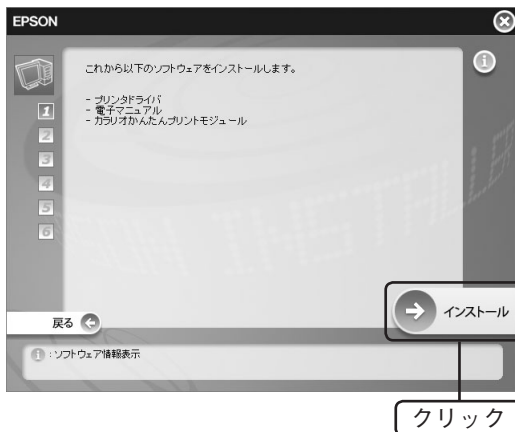 EPSON
これから以下のソフトウェアをインストールします。
- プリンタドライバ
- 電子マニュアル
- カラリオかんたんプリントモジュール
1
2
3
4
5
6
インストール
戻る
: ソフトウェア情報表示
クリック